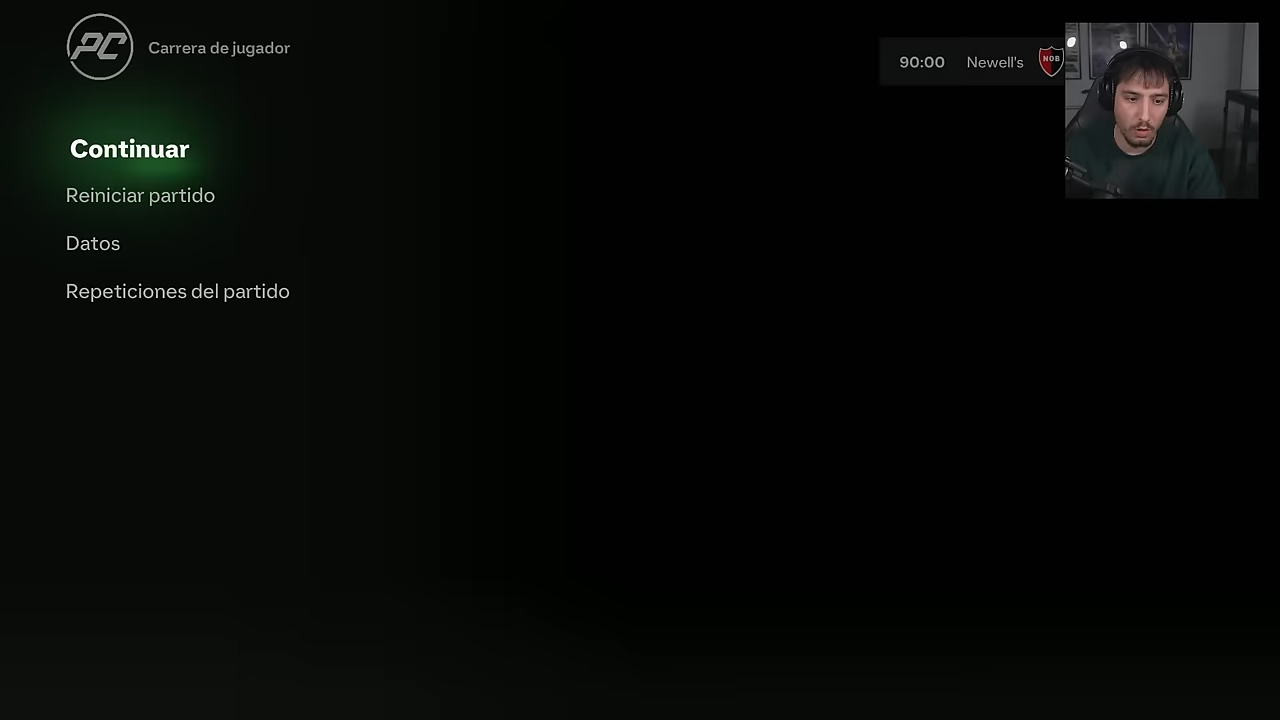 PC
Carrera de jugador
90:00 Newell's
NOB
Continuar
Reiniciar partido
Datos
Repeticiones del partido